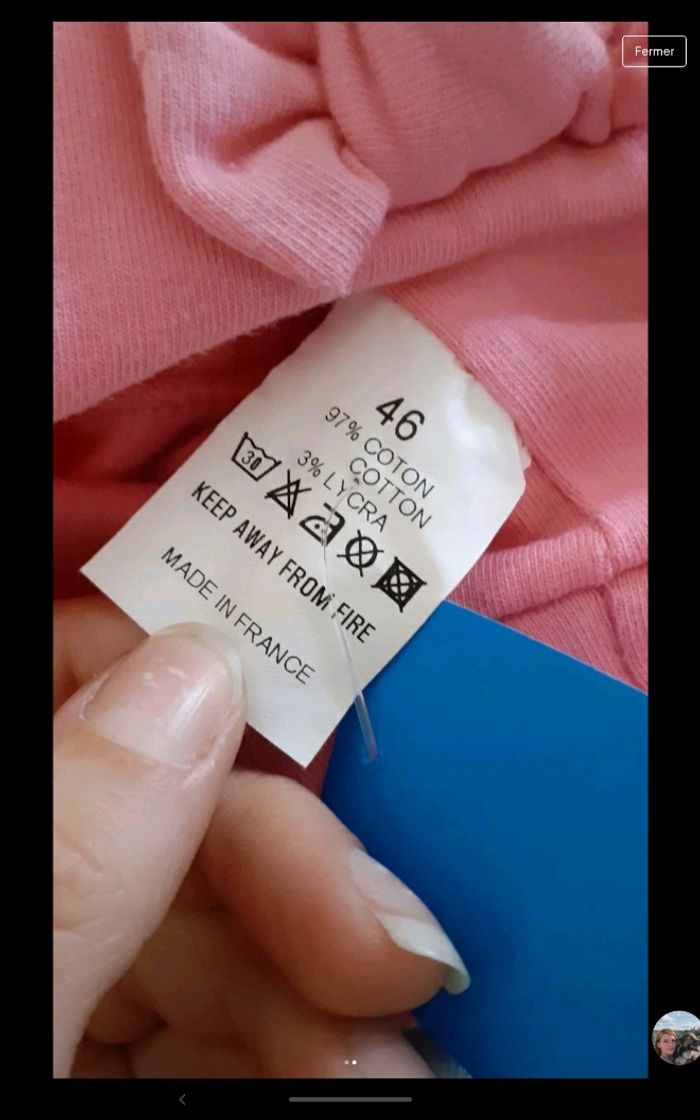 Fermer
46
97% COTON
COTTON
3% LYCRA
30
KEEP AWAY FROM FIRE
MADE IN FRANCE